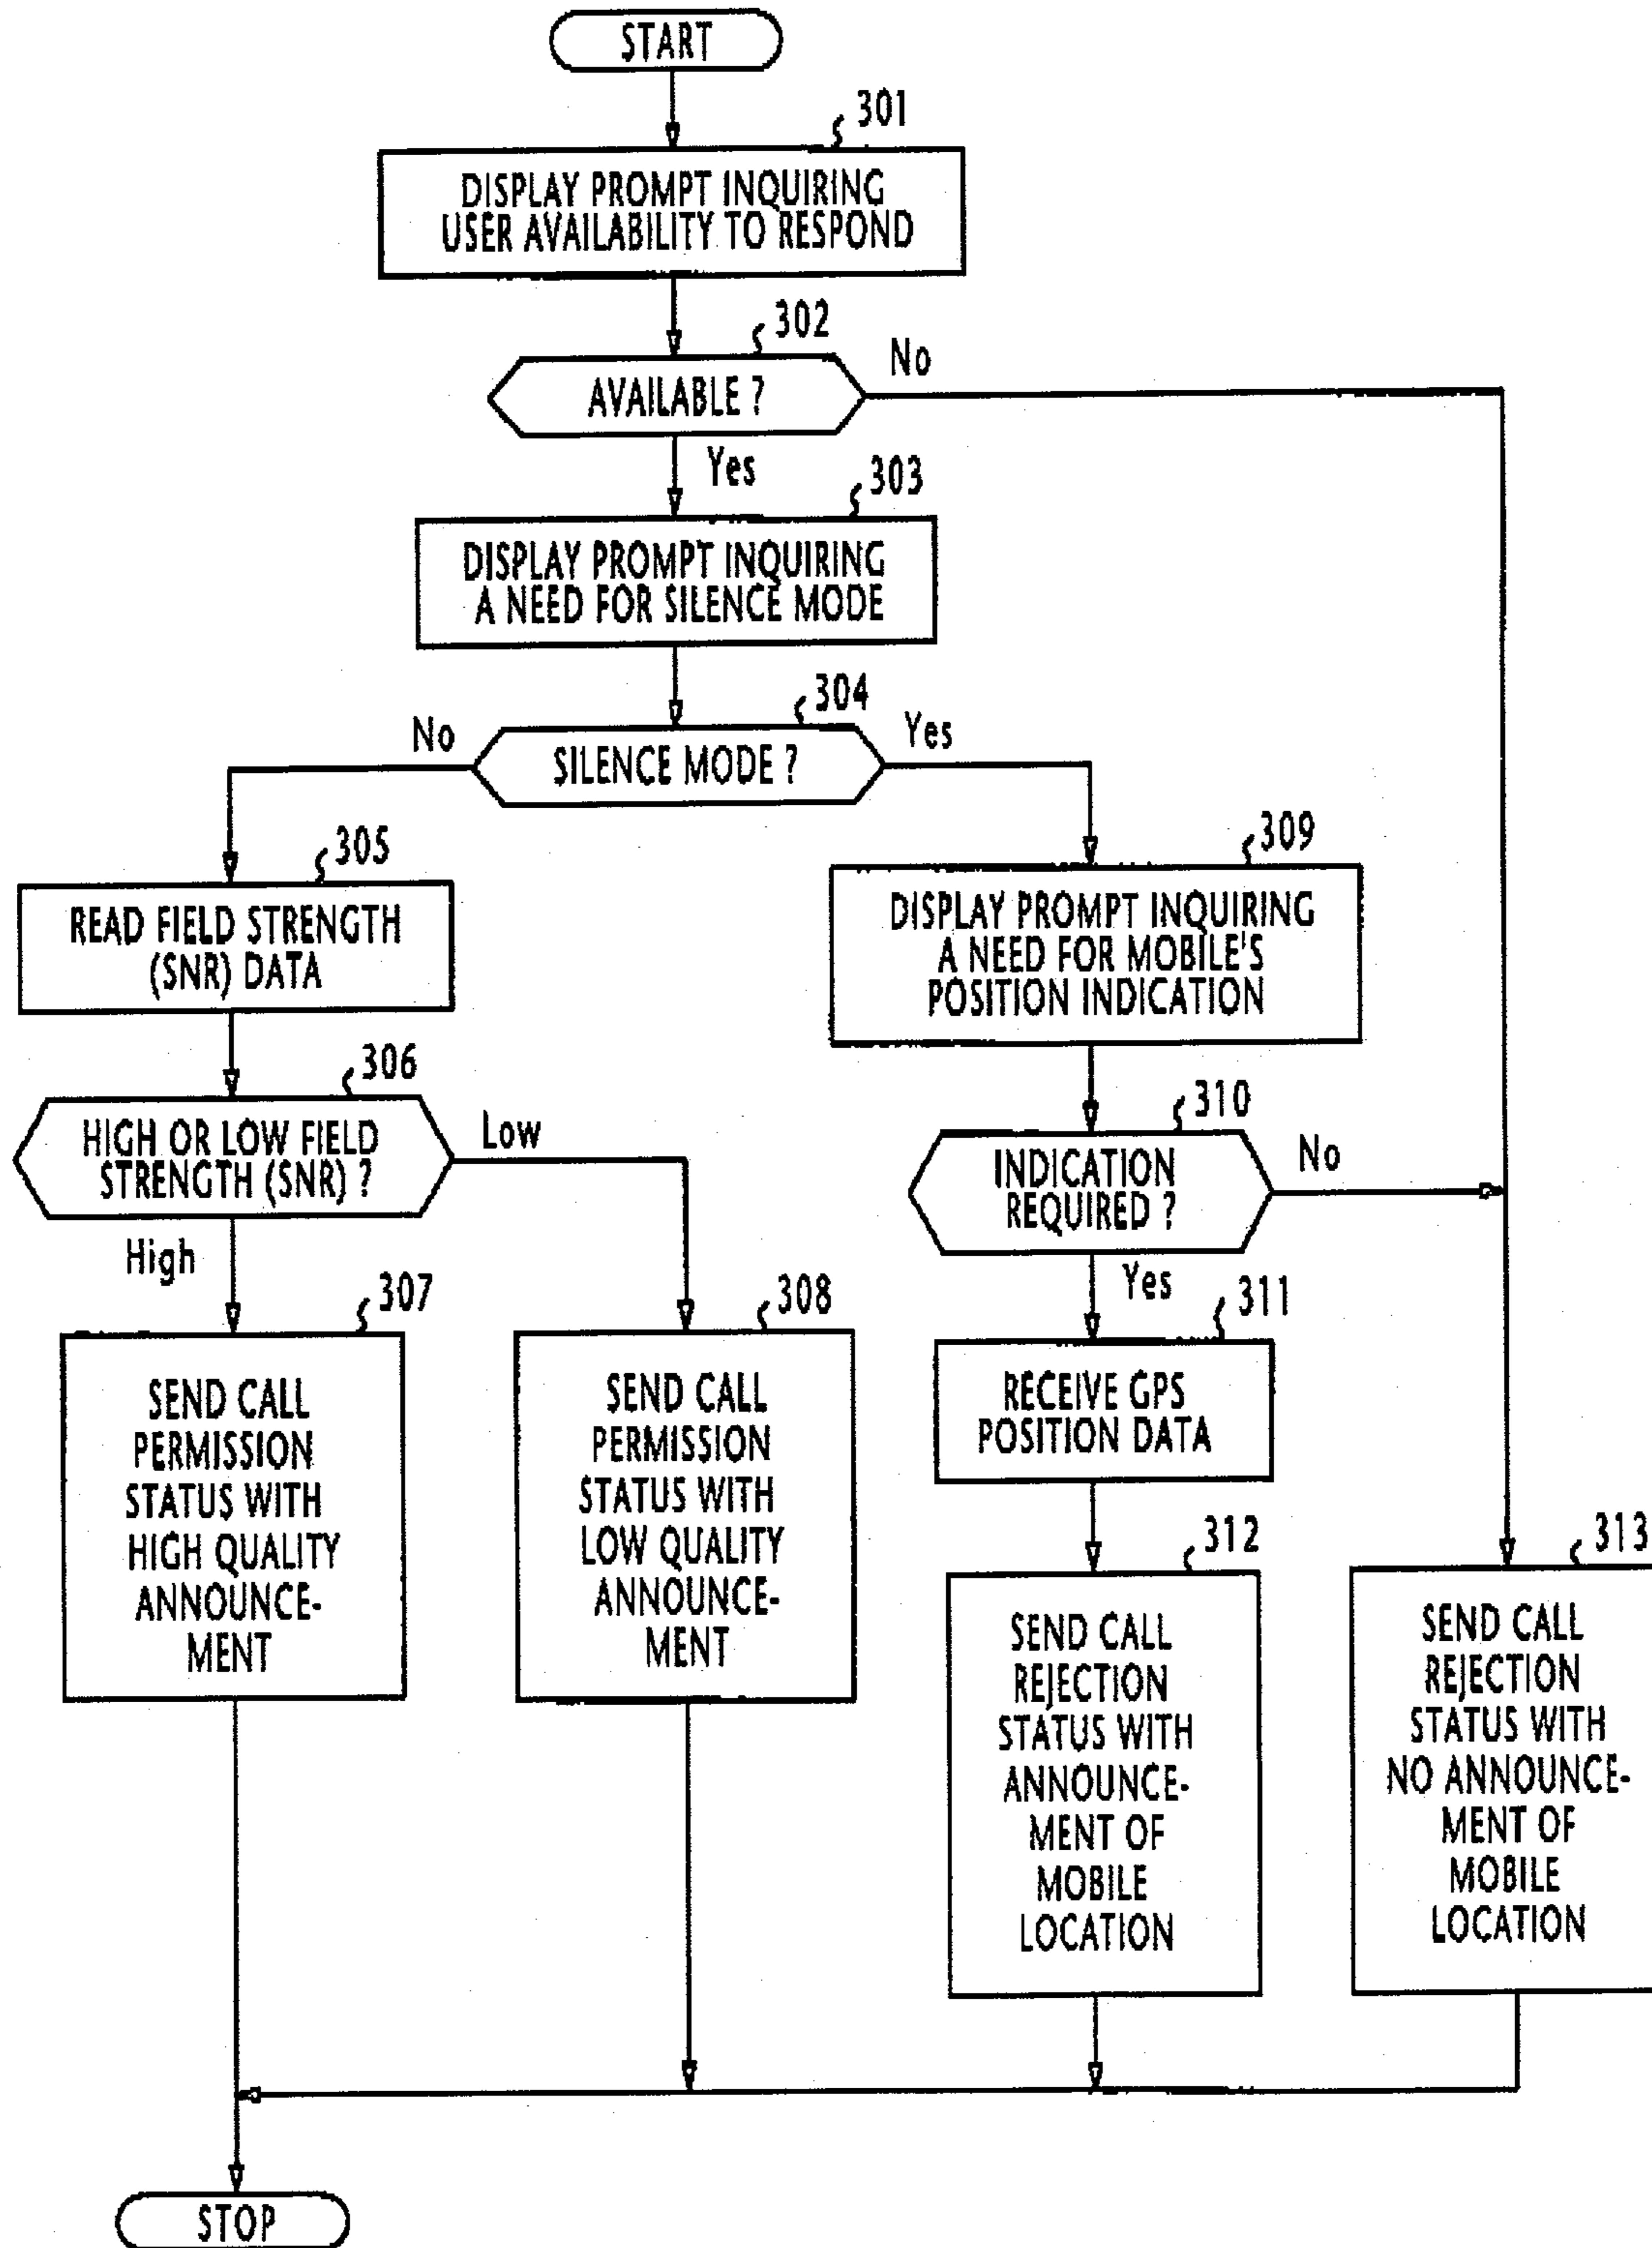 START
301
DISPLAY PROMPT INQUIRING
USER AVAILABILITY TO RESPOND
302
AVAILABLE ?
No
Yes
303
DISPLAY PROMPT INQUIRING
A NEED FOR SILENCE MODE
304
No
SILENCE MODE ?
Yes
305
READ FIELD STRENGTH
(SNR) DATA
306
HIGH OR LOW FIELD
STRENGTH (SNR) ?
Low
High
307
SEND CALL
PERMISSION
STATUS WITH
HIGH QUALITY
ANNOUNCE-
MENT
308
SEND CALL
PERMISSION
STATUS WITH
LOW QUALITY
ANNOUNCE-
MENT
309
DISPLAY PROMPT INQUIRING
A NEED FOR MOBILE'S
POSITION INDICATION
310
INDICATION
REQUIRED ?
No
Yes
311
RECEIVE GPS
POSITION DATA
312
SEND CALL
REJECTION
STATUS WITH
ANNOUNCE-
MENT OF
MOBILE
LOCATION
313
SEND CALL
REJECTION
STATUS WITH
NO ANNOUNCE-
MENT OF
MOBILE
LOCATION
STOP